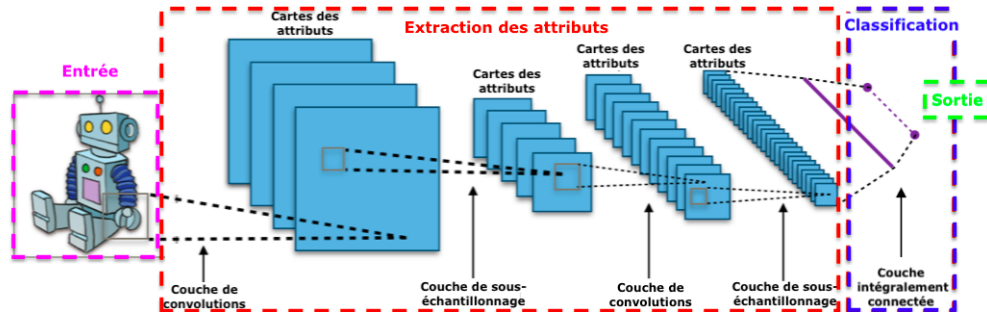 Entrée
Extraction des attributs
Classification
Sortie
Cartes des
attributs
Cartes des
attributs
Cartes des
attributs
Cartes des
attributs
Couche de
convolutions
Couche de sous-
échantillonnage
Couche de
convolutions
Couche de sous-
échantillonnage
Couche
intégralement
connectée